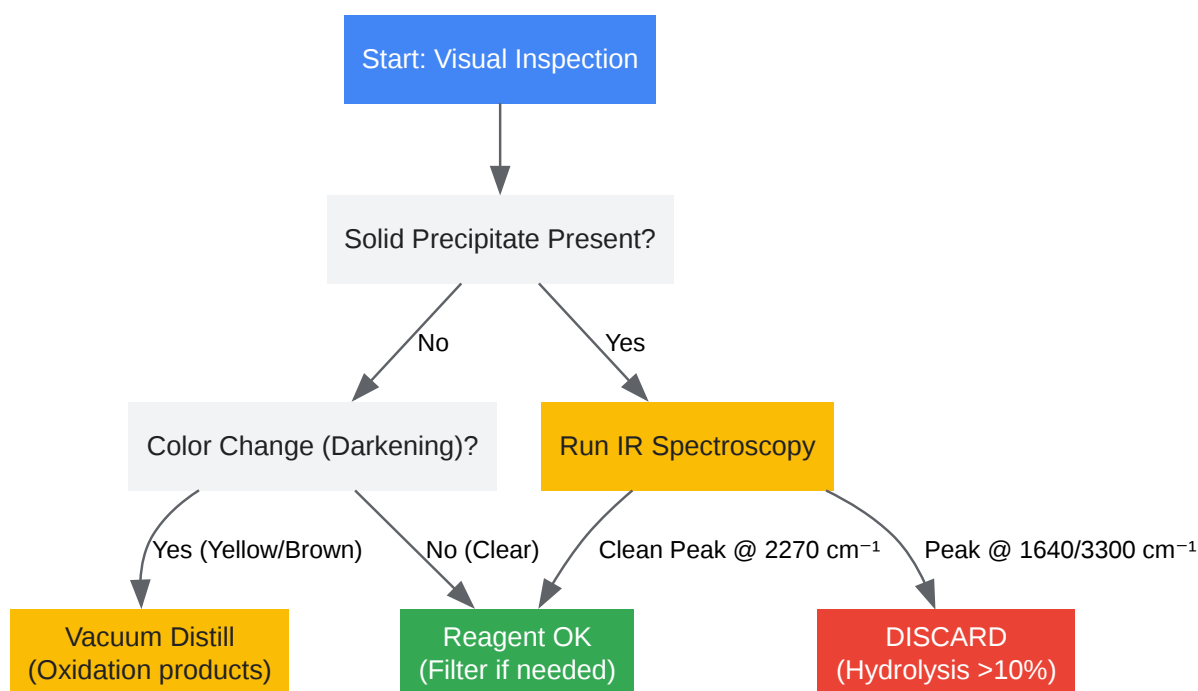 Start: Visual Inspection
Solid Precipitate Present?
No
Yes
Color Change (Darkening)?
Run IR Spectroscopy
Yes (Yellow/Brown)
No (Clear)
Clean Peak @ 2270 cm⁻¹
Peak @ 1640/3300 cm⁻¹
Vacuum Distill
(Oxidation products)
Reagent OK
(Filter if needed)
DISCARD
(Hydrolysis >10%)